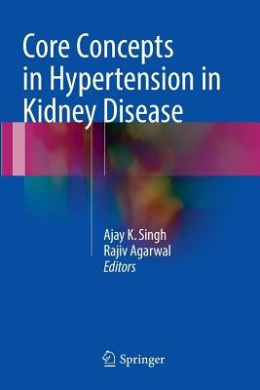 Core Concepts
in Hypertension in
Kidney Disease
Ajay K. Singh
Rajiv Agarwal
Editors
Springer